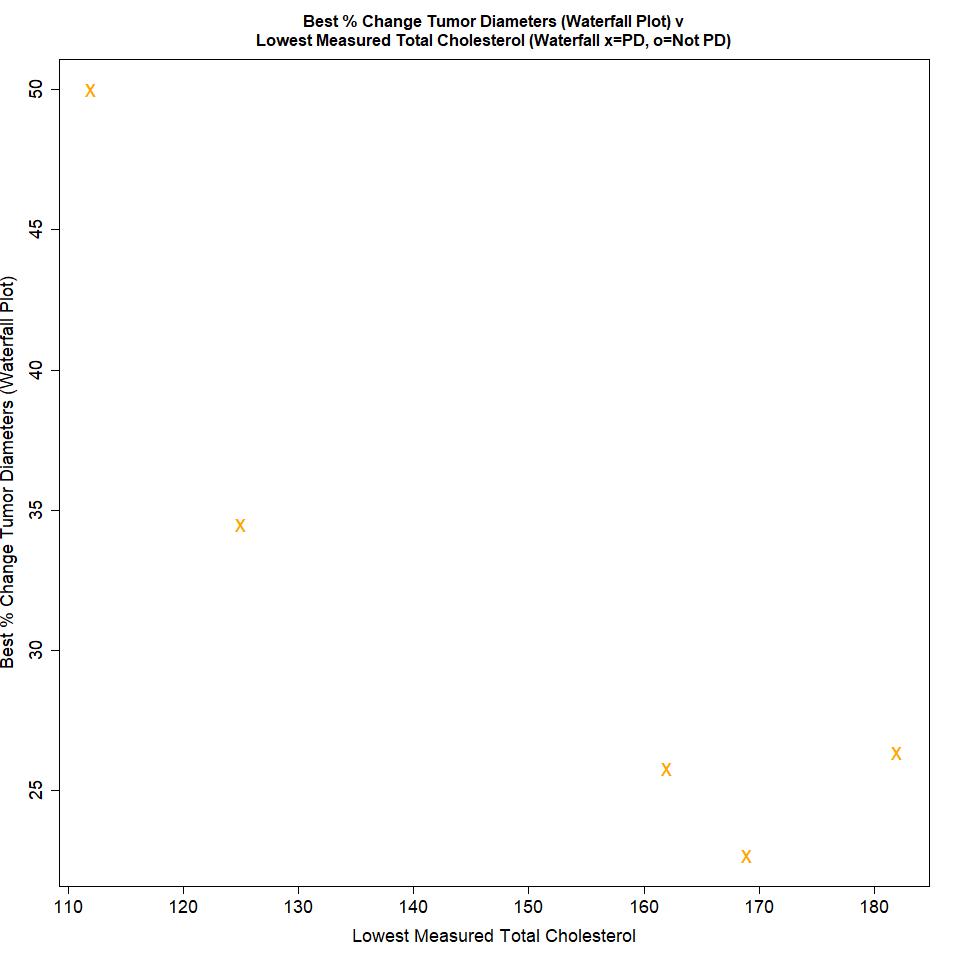 Best % Change Tumor Diameters (Waterfall Plot) v
Lowest Measured Total Cholesterol (Waterfall x=PD, o=Not PD)
Best % Change Tumor Diameters (Waterfall Plot)
50
45
40
35
30
25
X
X
X
X
X
110 120 130 140 150 160 170 180
Lowest Measured Total Cholesterol